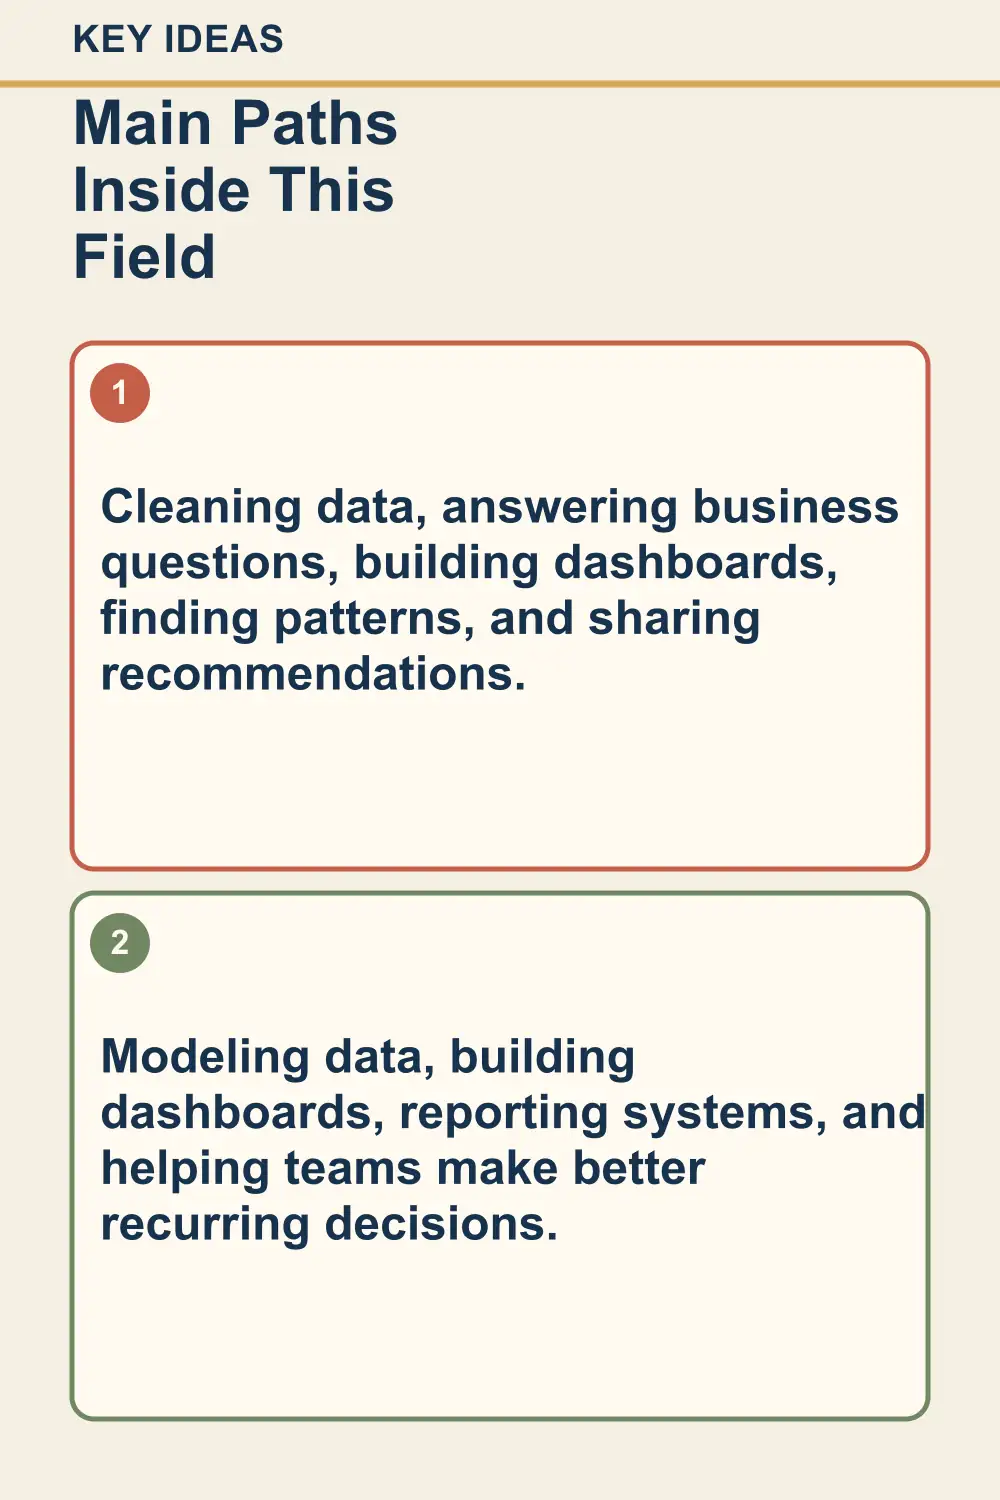 KEY IDEAS
Main Paths
Inside This
Field
1
Cleaning data, answering business
questions, building dashboards,
finding patterns, and sharing
recommendations.
2
Modeling data, building
dashboards, reporting systems, and
helping teams make better
recurring decisions.